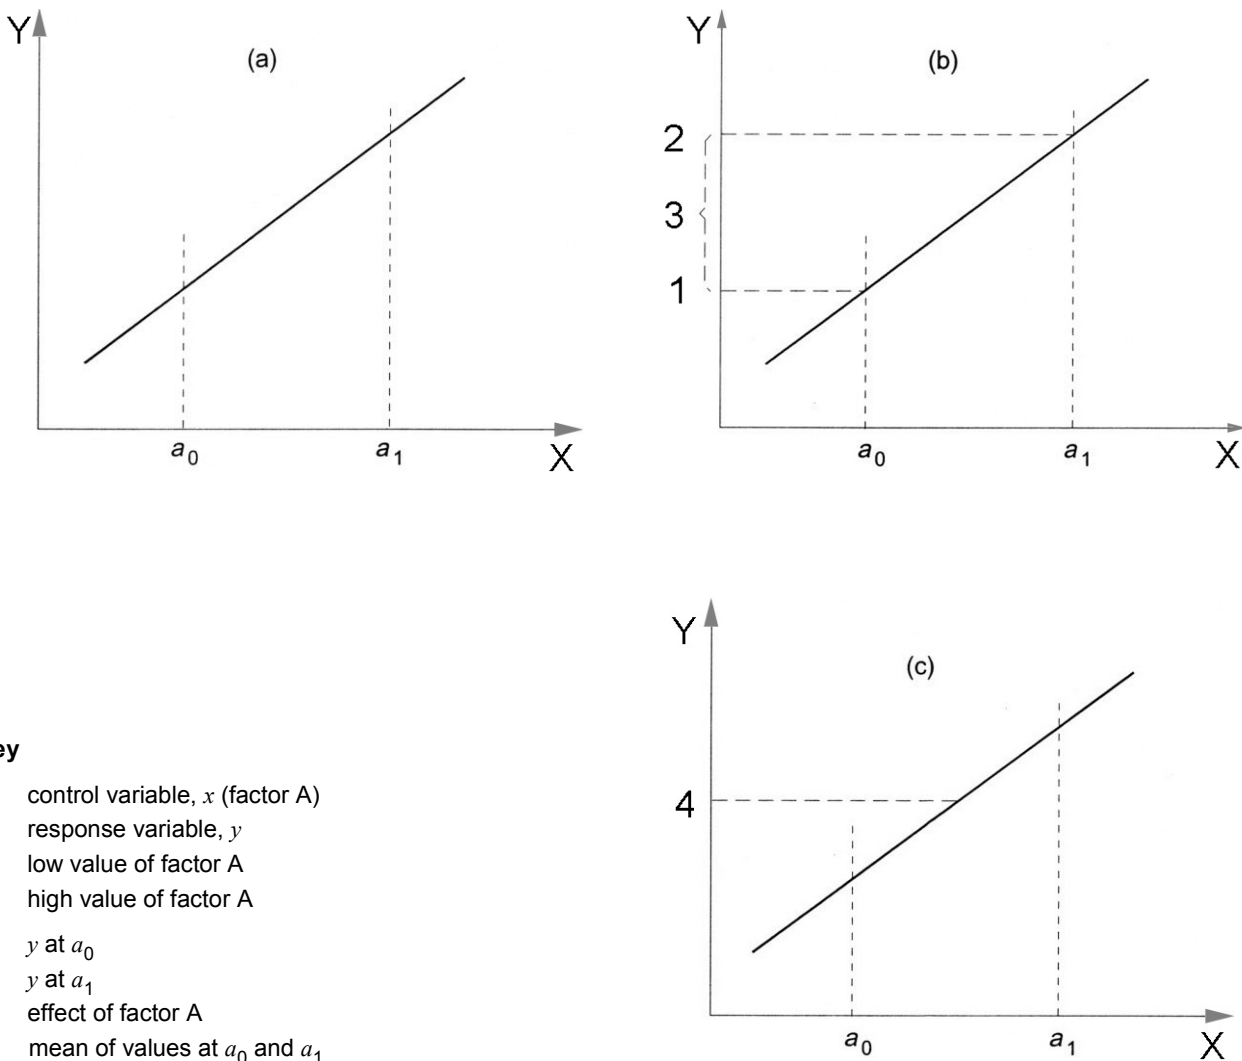 Y
(a)
a0
a1
X
Y
(b)
2
3
1
a0
a1
X
Y
(c)
4
a0
a1
X
ey
control variable, x (factor A)
response variable, y
low value of factor A
high value of factor A
y at a0
y at a1
effect of factor A
mean of values at a0 and a1